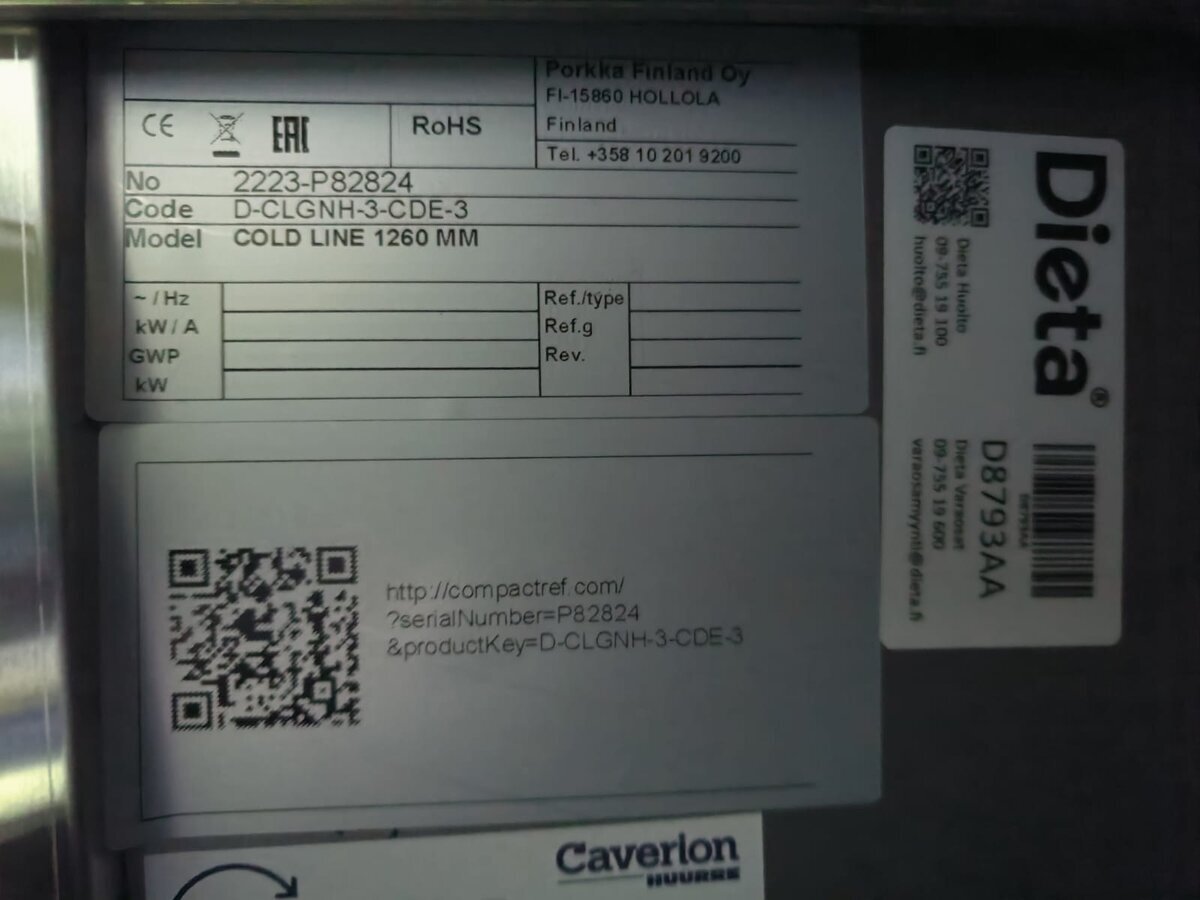 Porkka Finland Oy
FI-15860 HOLLOLA
Finland
Tel. +358 10 201 9200
CE
EAC
RoHS
No 2223-P82824
Code D-CLGNH-3-CDE-3
Model COLD LINE 1260 MM
~ / Hz
kW / A
GWP
kW
Ref./type
Ref.g
Rev.
http://compactref.com/
?serialNumber=P82824
&productKey=D-CLGNH-3-CDE-3
Dieta®
Dieta Huolto
09-755 19 100
huolto@dieta.fi
D8793AA
D8793AA
Dieta Varaosat
09-755 19 600
varaosamyynti@dieta.fi
Caverion
HUURRE